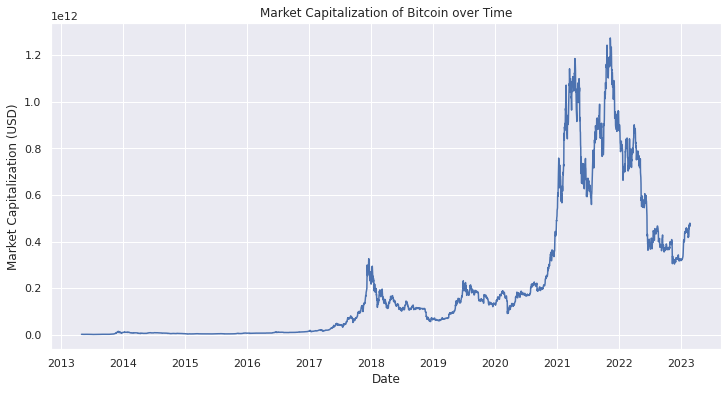 Market Capitalization of Bitcoin over Time
1e12
1.2
1.0
0.8
0.6
0.4
0.2
0.0
Market Capitalization (USD)
2013 2014 2015 2016 2017 2018 2019 2020 2021 2022 2023
Date